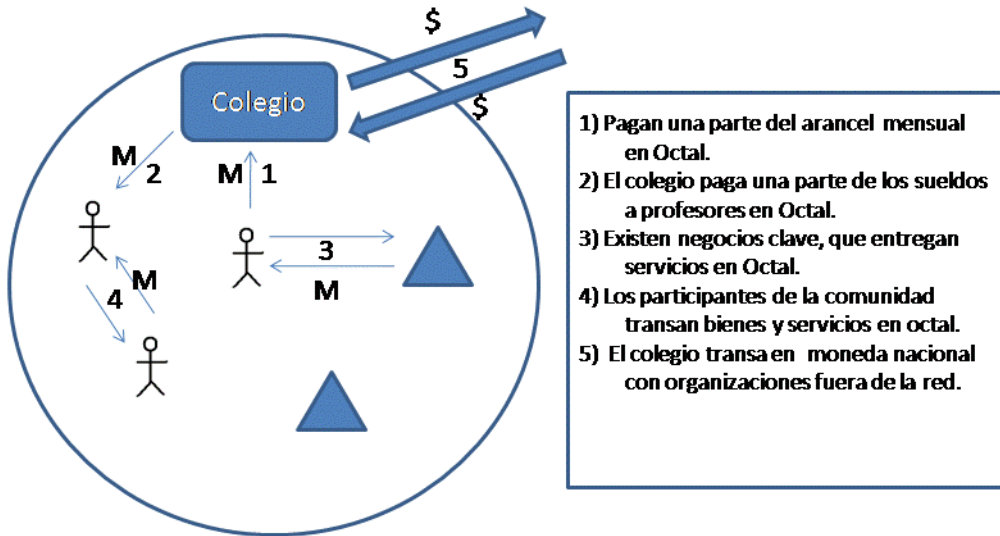 $
5
$
Colegio
M
2
M 1
3
M
M
4
1) Pagan una parte del arancel mensual
en Octal.
2) El colegio paga una parte de los sueldos
a profesores en Octal.
3) Existen negocios clave, que entregan
servicios en Octal.
4) Los participantes de la comunidad
transan bienes y servicios en octal.
5) El colegio transa en moneda nacional
con organizaciones fuera de la red.